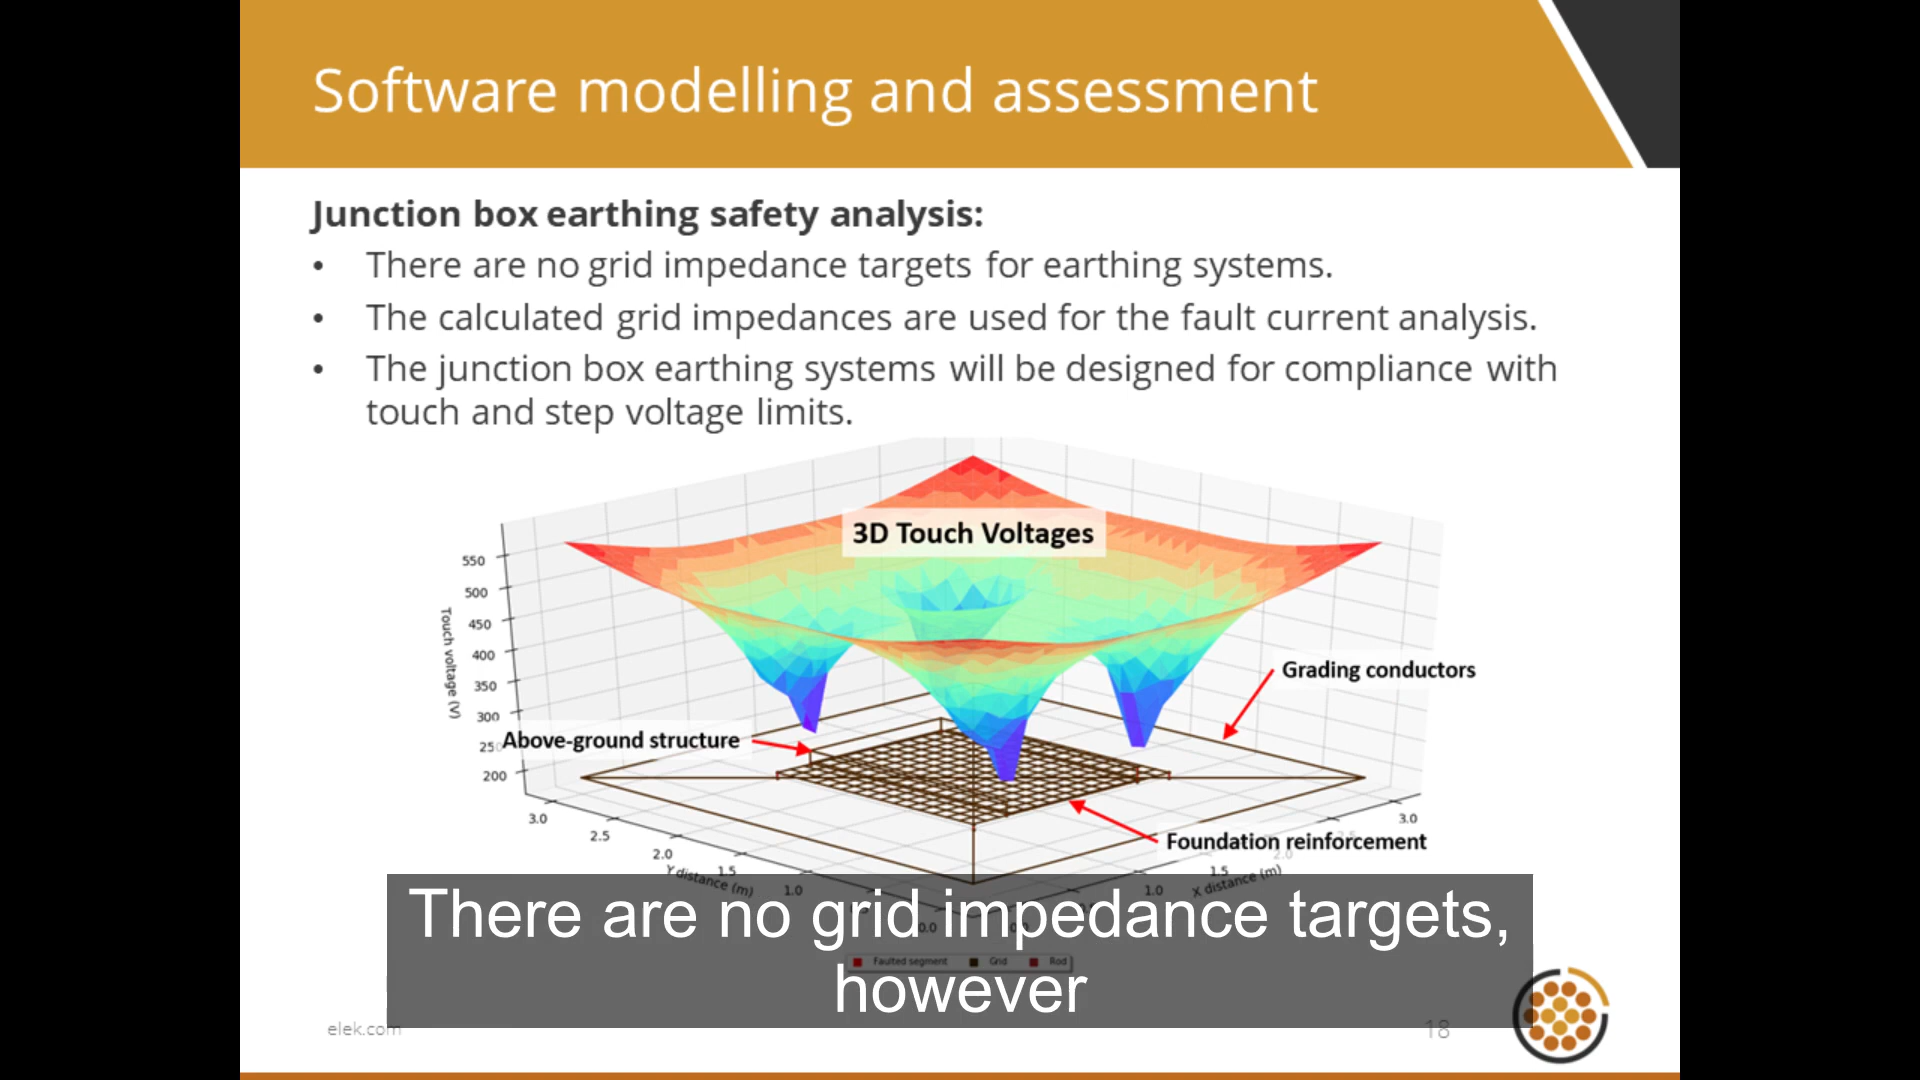 Software modelling and assessment
Junction box earthing safety analysis:
• There are no grid impedance targets for earthing systems.
• The calculated grid impedances are used for the fault current analysis.
• The junction box earthing systems will be designed for compliance with
touch and step voltage limits.
3D Touch Voltages
550
500
450
400
350
300
250
200
Touch voltage (V)
Grading conductors
Above-ground structure
Foundation reinforcement
3.0
2.5
2.0
1.5
1.0
0.0
Y distance (m)
3.0
2.5
2.0
1.5
1.0
X distance (m)
Faulted segment Grid Rod
There are no grid impedance targets,
however
elek.com
18